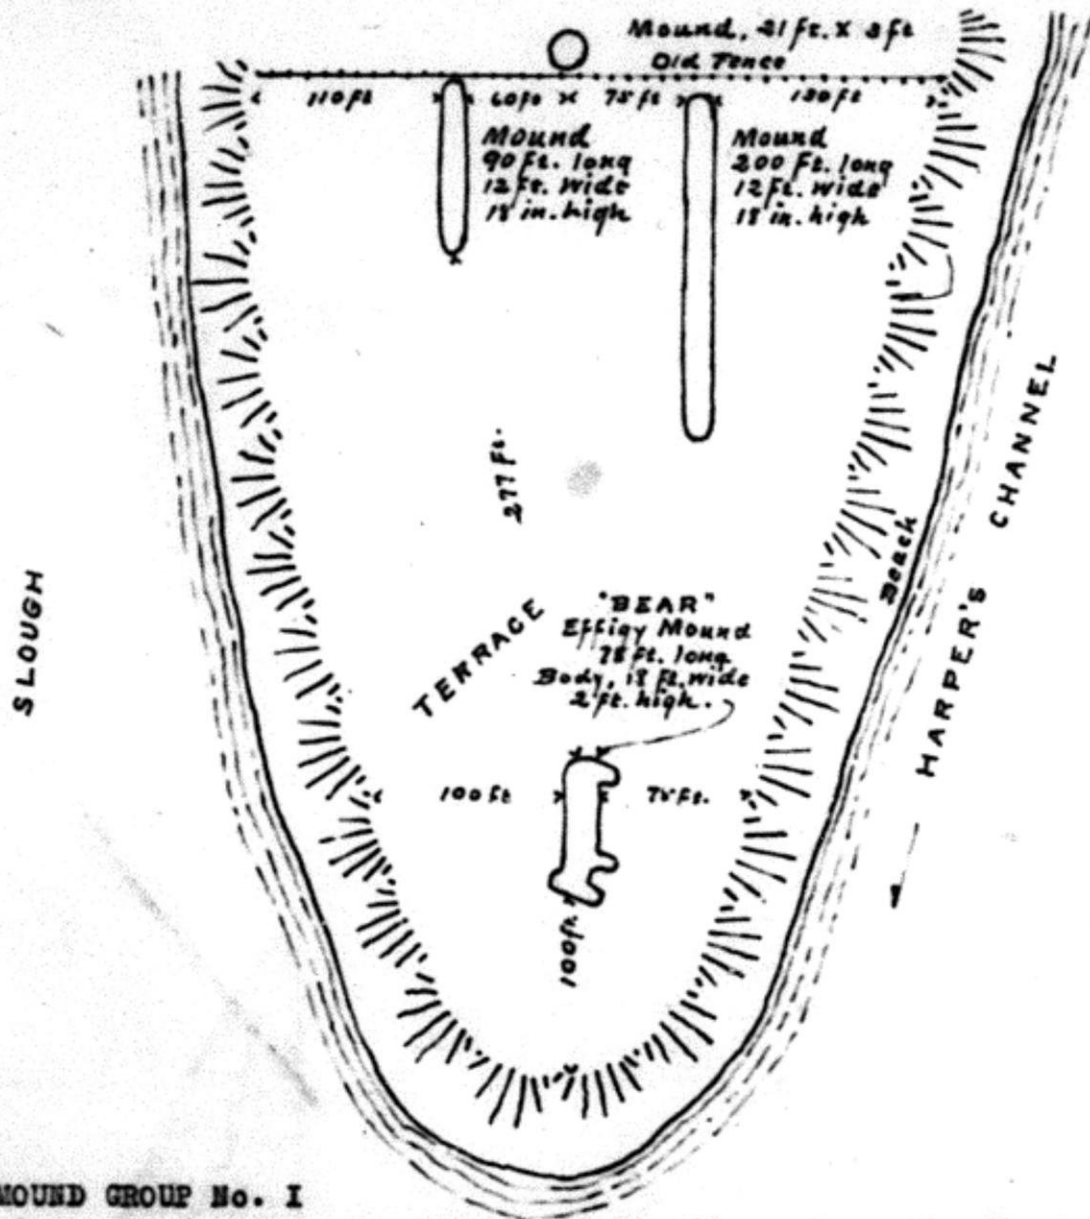 Mound, 21 ft. x 3 ft
Old Fence
110 ft
60 ft
75 ft
130 ft
Mound
90 Ft. long
12 ft. wide
18 in. high
Mound
200 Ft. long
12 Ft. wide
18 in. high
277 Ft.
TERRACE
"BEAR"
Effigy Mound
78 ft. long
Body, 18 ft. wide
2 ft. high.
100 ft
75 ft.
100 ft.
SLOUGH
Beach
HARPER'S CHANNEL
MOUND GROUP No. I